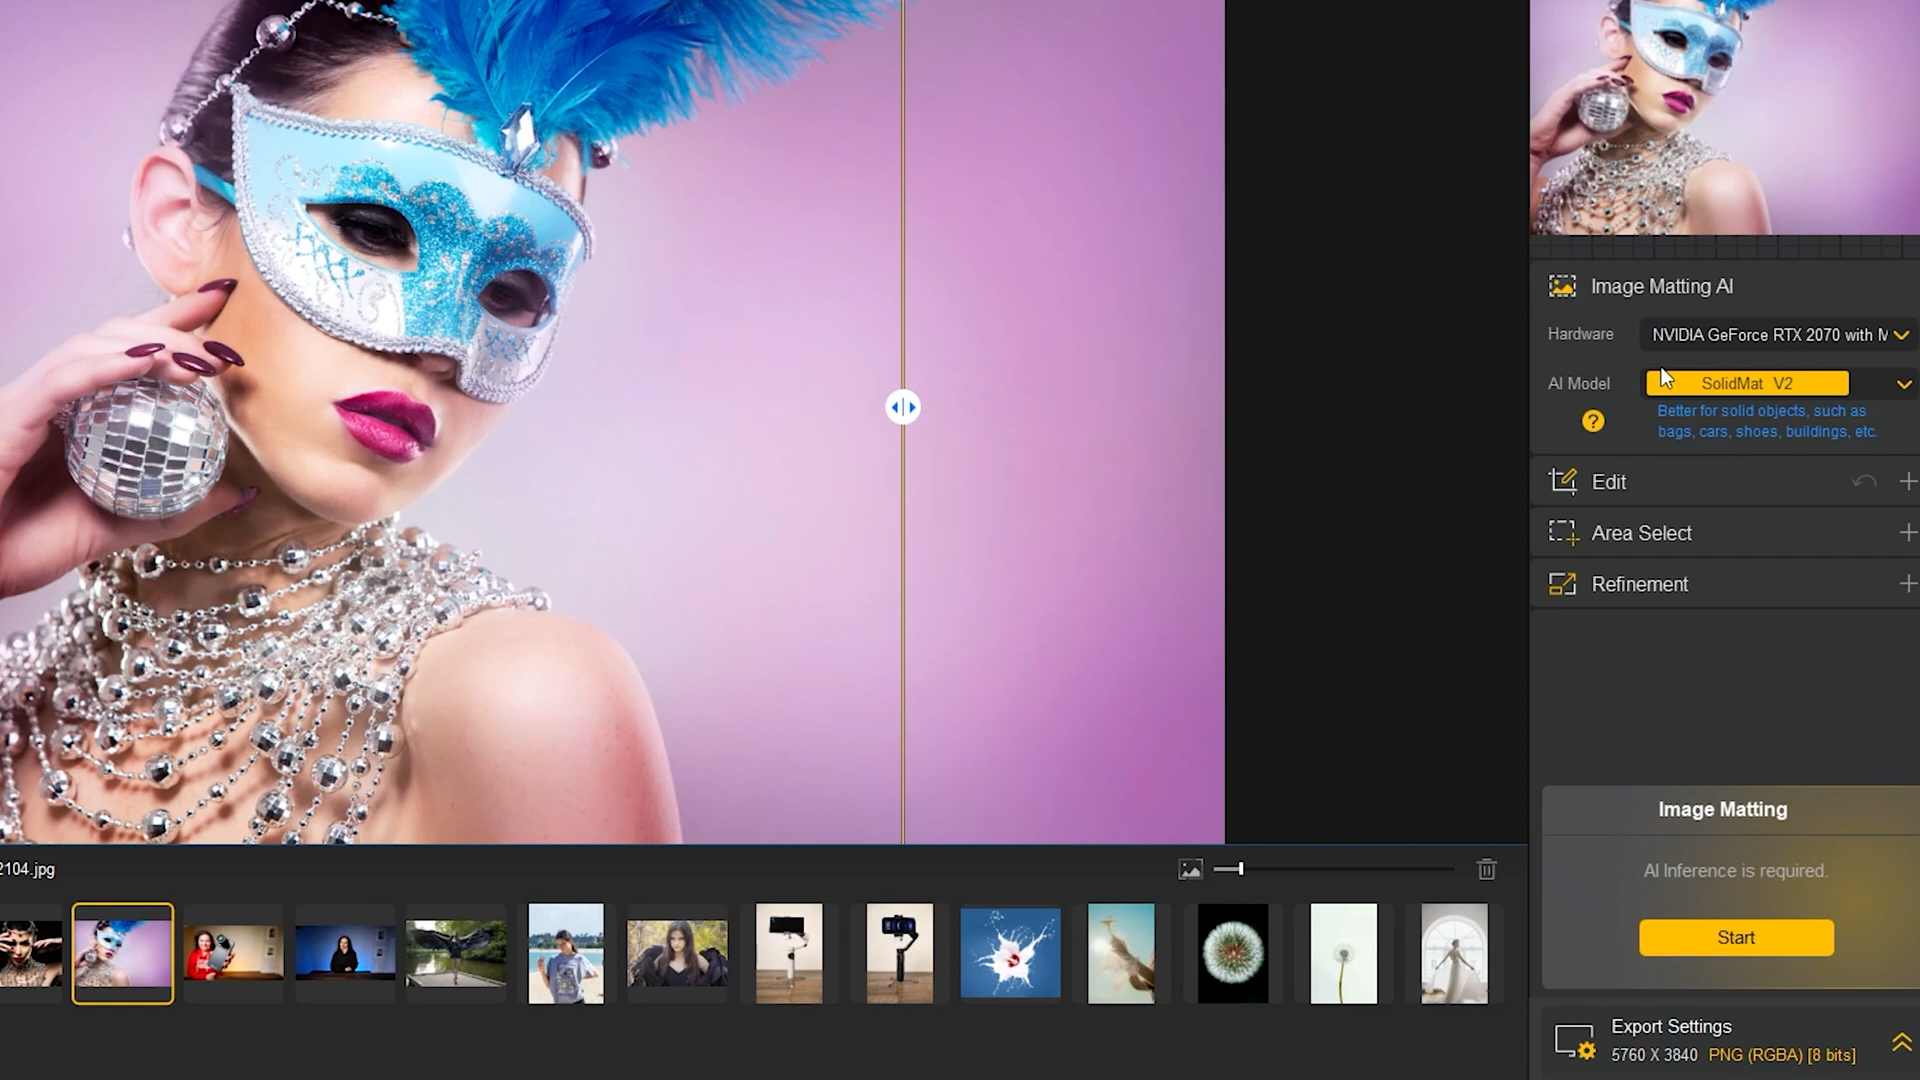 Image Matting AI
Hardware
NVIDIA GeForce RTX 2070 with
AI Model
SolidMat V2
?
Better for solid objects, such as
bags, cars, shoes, buildings, etc.
Edit
Area Select
Refinement
Image Matting
AI Inference is required.
Start
2104.jpg
Export Settings
5760 X 3840 PNG (RGBA) [8 bits]